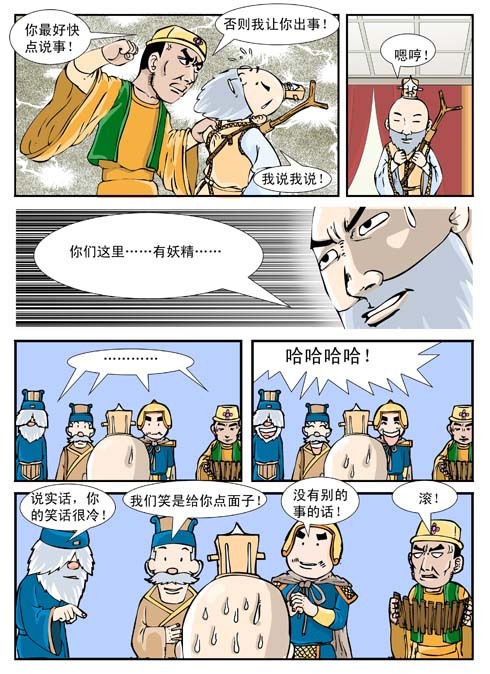 你最好快
点说事！
否则我让你出事！
我说我说！
嗯哼！
你们这里……有妖精……
…………
哈哈哈哈！
说实话，你
的笑话很冷！
我们笑是给你点面子！
没有别的
事的话！
滚！